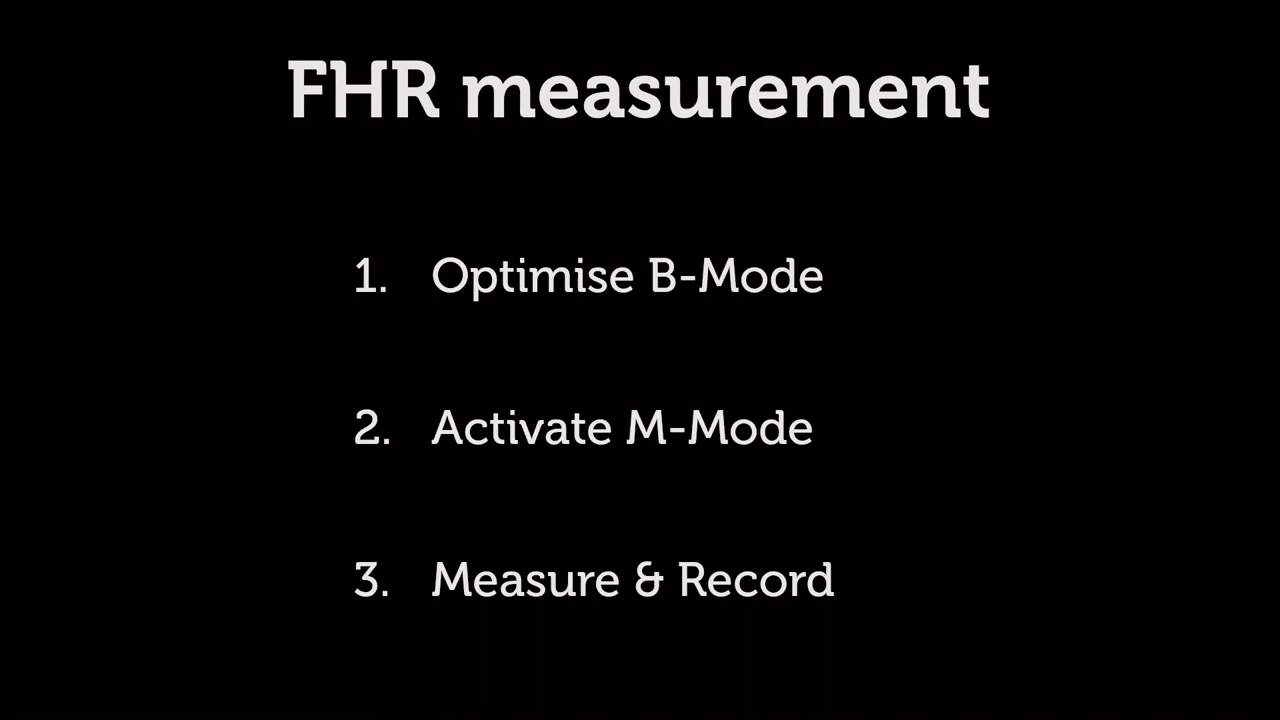 FHR measurement
1. Optimise B-Mode
2. Activate M-Mode
3. Measure & Record